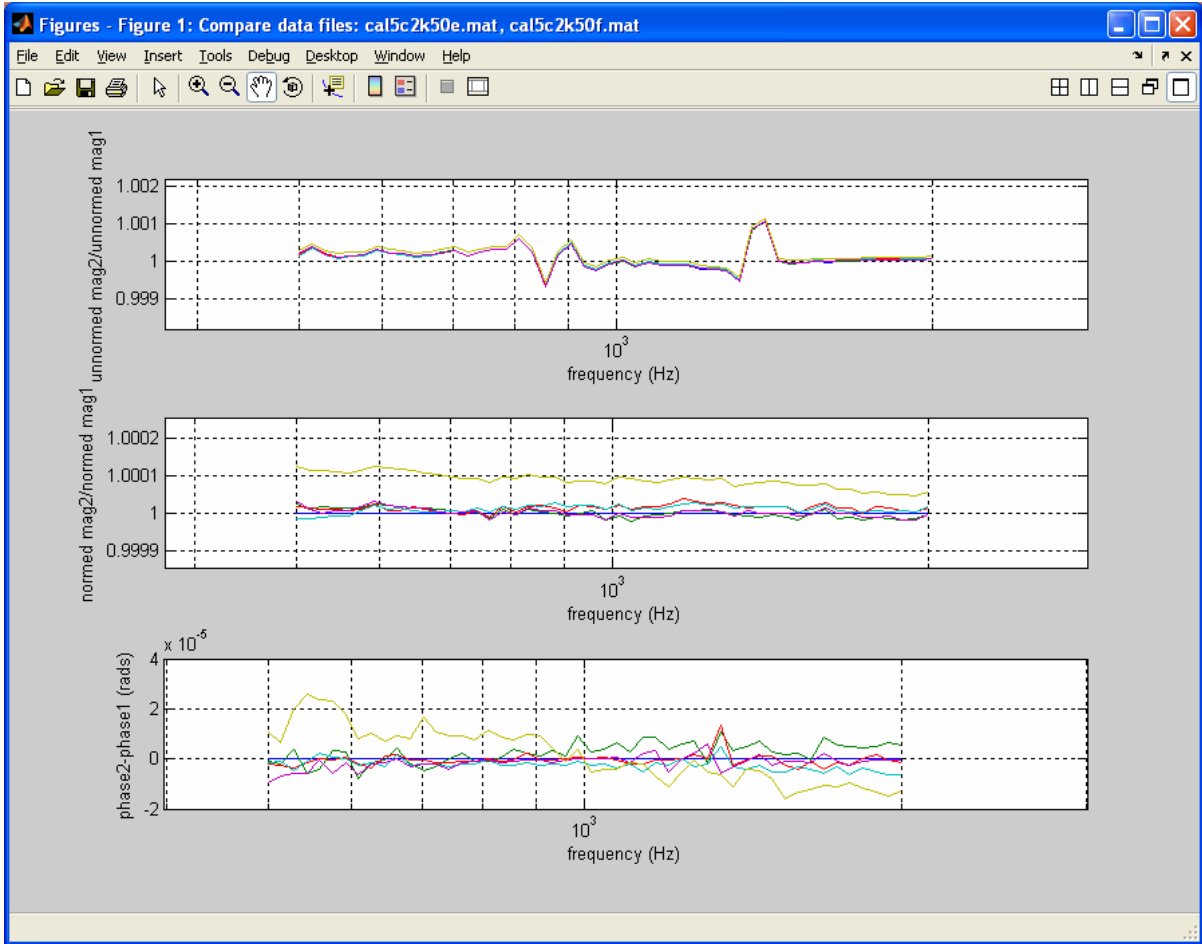 Figures - Figure 1: Compare data files: cal5c2k50e.mat, cal5c2k50f.mat
File Edit View Insert Tools Debug Desktop Window Help
unnormed mag2/unnormed mag1
1.002
1.001
1
0.999
10^3
frequency (Hz)
normed mag2/normed mag1
1.0002
1.0001
1
0.9999
10^3
frequency (Hz)
phase2-phase1 (rads)
x 10^-5
4
2
0
-2
10^3
frequency (Hz)